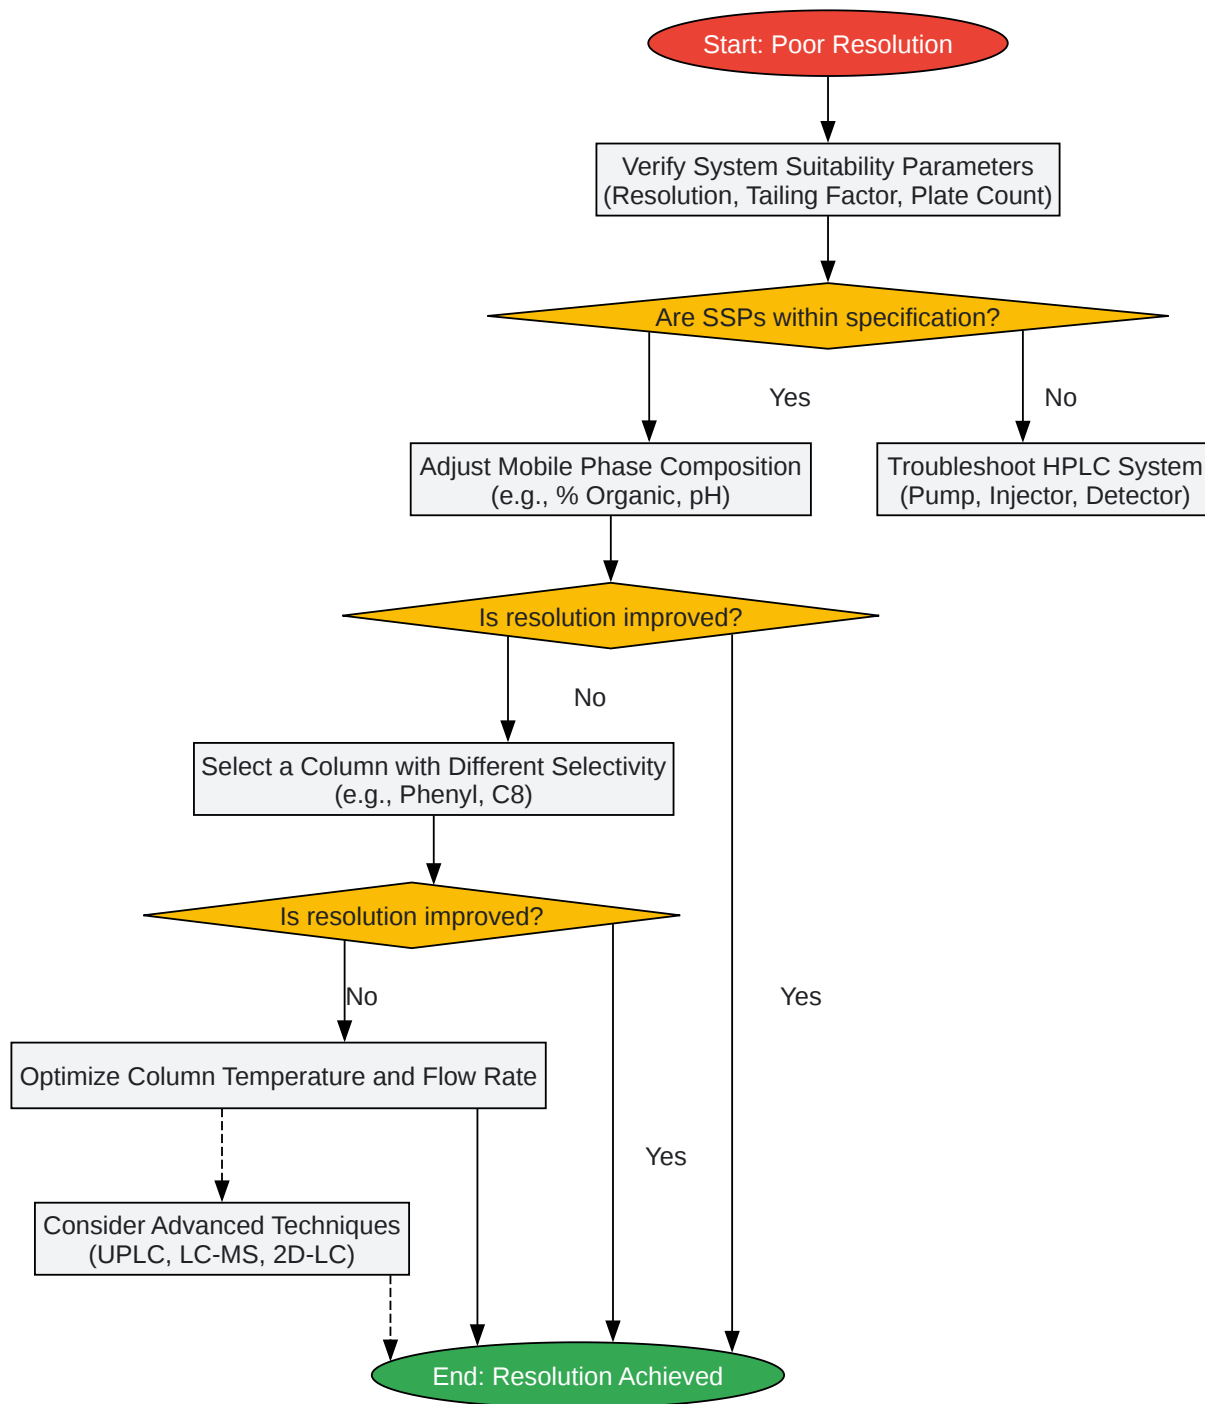 Start: Poor Resolution
Verify System Suitability Parameters
(Resolution, Tailing Factor, Plate Count)
Are SSPs within specification?
Yes
No
Adjust Mobile Phase Composition
(e.g., % Organic, pH)
Troubleshoot HPLC System
(Pump, Injector, Detector)
Is resolution improved?
No
Select a Column with Different Selectivity
(e.g., Phenyl, C8)
Is resolution improved?
No
Yes
Optimize Column Temperature and Flow Rate
Yes
Consider Advanced Techniques
(UPLC, LC-MS, 2D-LC)
End: Resolution Achieved